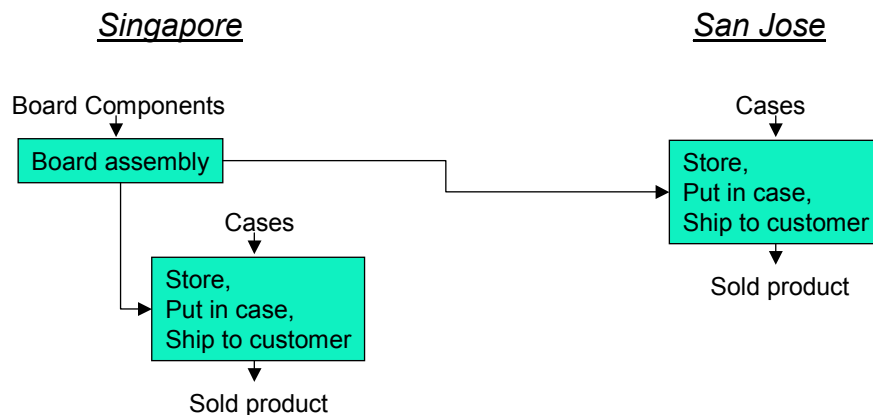 Singapore
San Jose
Board Components
Board assembly
Cases
Store,
Put in case,
Ship to customer
Sold product
Cases
Store,
Put in case,
Ship to customer
Sold product